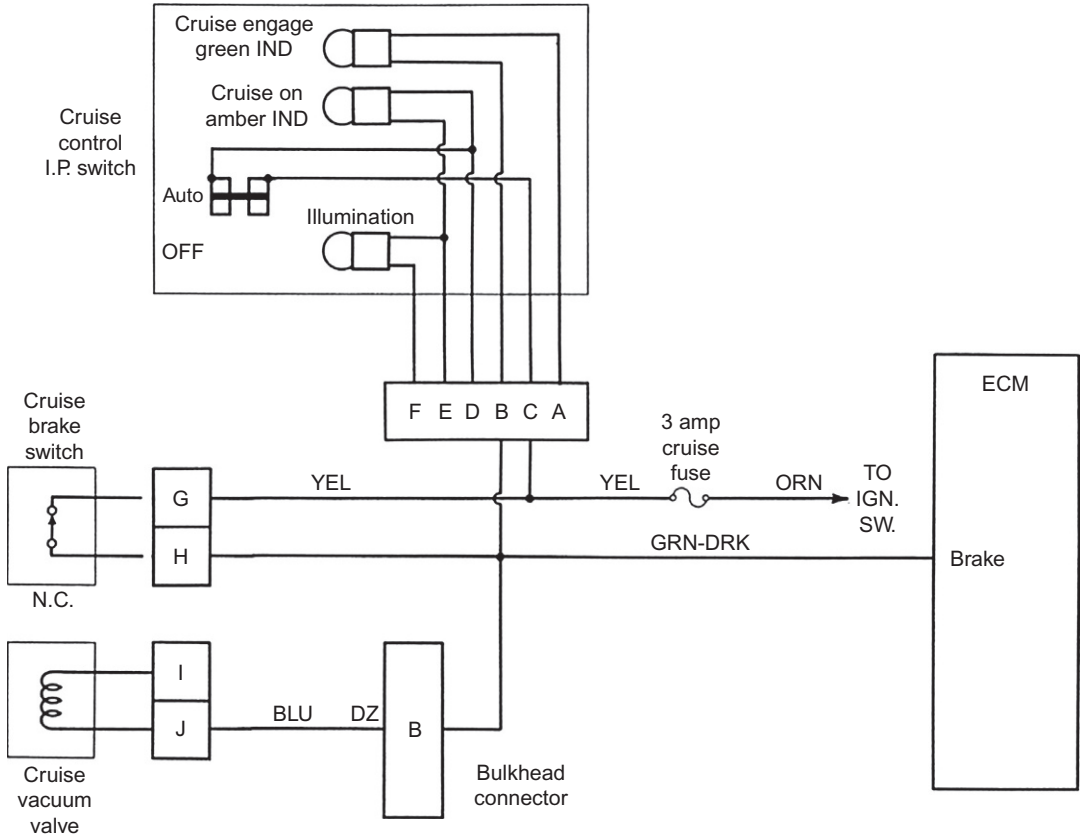 Cruise engage
green IND
Cruise on
amber IND
Cruise
control
I.P. switch
Auto
Illumination
OFF
F E D B C A
ECM
Cruise
brake
switch
3 amp
cruise
fuse
G
YEL
YEL
ORN
TO
IGN.
SW.
H
GRN-DRK
Brake
N.C.
I
J
BLU DZ
B
Bulkhead
connector
Cruise
vacuum
valve